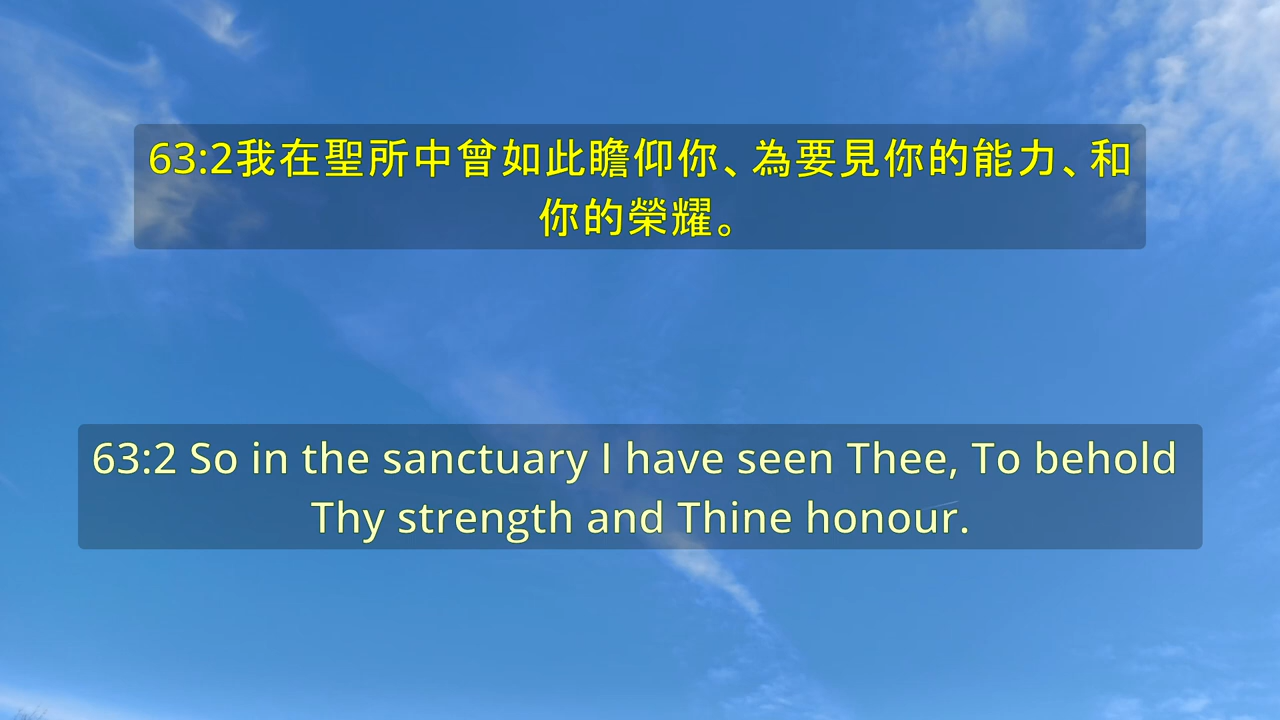 63:2我在聖所中曾如此瞻仰你、為要見你的能力、和
你的榮耀。
63:2 So in the sanctuary I have seen Thee, To behold
Thy strength and Thine honour.